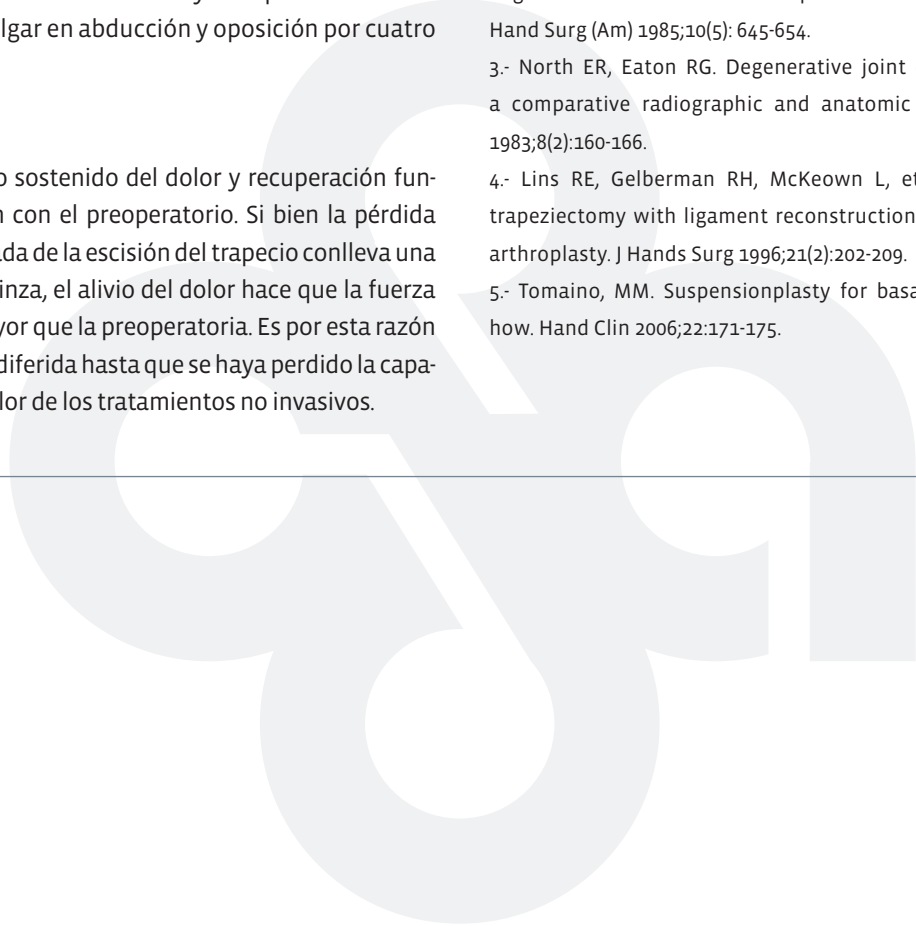 lgar en abducción y oposición por cuatro
o sostenido del dolor y recuperación fun-
n con el preoperatorio. Si bien la pérdida
da de la escisión del trapecio conlleva una
inza, el alivio del dolor hace que la fuerza
yor que la preoperatoria. Es por esta razón
diferida hasta que se haya perdido la capa-
lor de los tratamientos no invasivos.
Hand Surg (Am) 1985;10(5): 645-654.
3.- North ER, Eaton RG. Degenerative joint
a comparative radiographic and anatomic
1983;8(2):160-166.
4.- Lins RE, Gelberman RH, McKeown L, et
trapeziectomy with ligament reconstruction
arthroplasty. J Hands Surg 1996;21(2):202-209.
5.- Tomaino, MM. Suspensionplasty for basa
how. Hand Clin 2006;22:171-175.